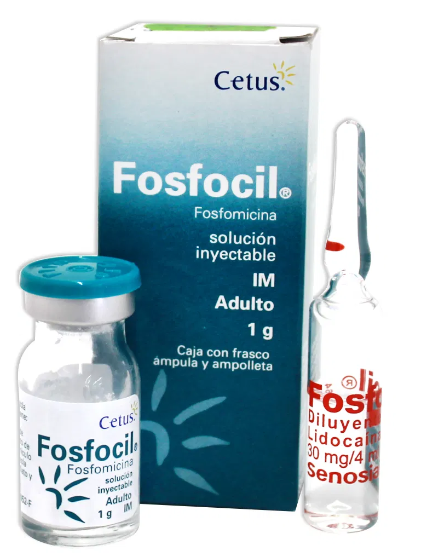 Cetus®
Fosfocil®
Fosfomicina
solución
inyectable
IM
Adulto
1 g
Caja con frasco
ámpula y ampolleta
Cetus®
Fosfocil®
Fosfomicina
solución
inyectable
Adulto
1 g IM
Diluyen
Lidocain
30 mg/4 m
Senosia